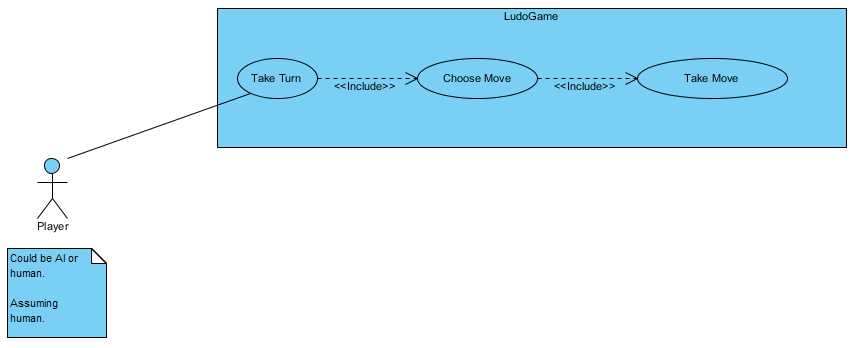 LudoGame
Take Turn
<<Include>>
Choose Move
<<Include>>
Take Move
Player
Could be AI or
human.
Assuming
human.